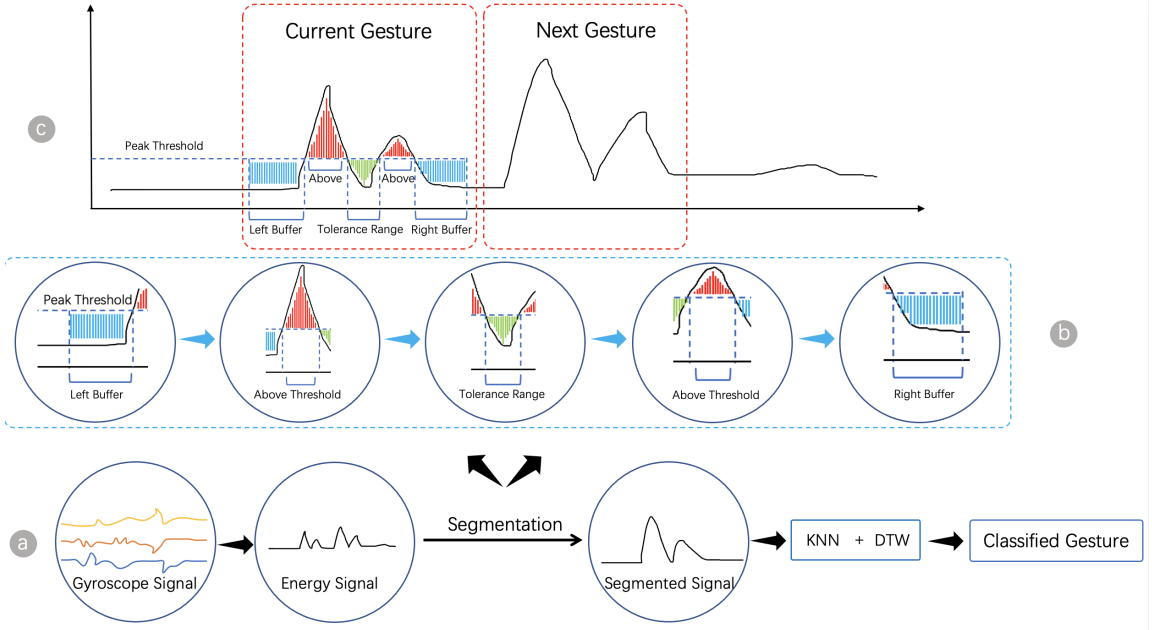 Current Gesture
Next Gesture
c
Peak Threshold
Above
Above
Left Buffer
Tolerance Range
Right Buffer
Peak Threshold
Left Buffer
Above Threshold
Tolerance Range
Above Threshold
Right Buffer
b
a
Gyroscope Signal
Energy Signal
Segmentation
Segmented Signal
KNN + DTW
Classified Gesture